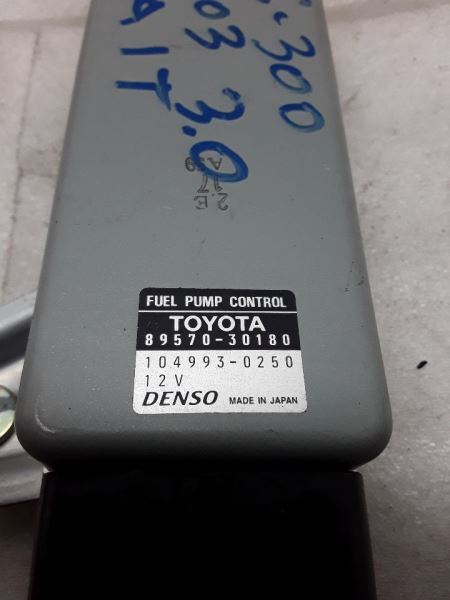 300
03
AIT 3.0
2.E
17
A39
FUEL PUMP CONTROL
TOYOTA
89570-30180
104993-0250
12V
DENSO MADE IN JAPAN